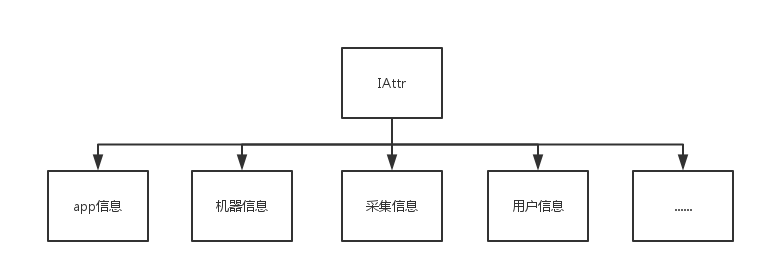 IAttr
app信息
机器信息
采集信息
用户信息
......